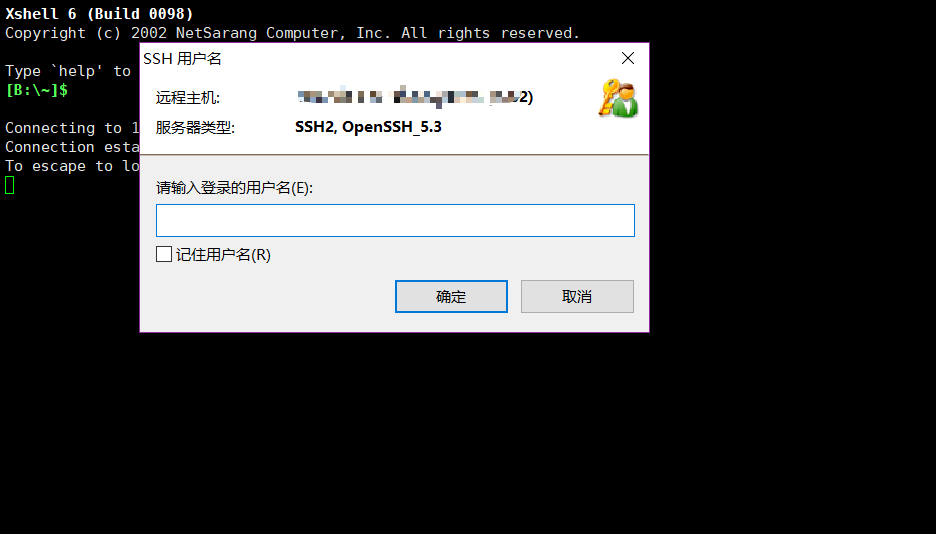 Xshell 6 (Build 0098)
Copyright (c) 2002 NetSarang Computer, Inc. All rights reserved.
Type `help' to
[B:\~]$
Connecting to 1
Connection esta
To escape to lo
SSH 用户名
远程主机:
2)
服务器类型: SSH2, OpenSSH_5.3
请输入登录的用户名(E):
记住用户名(R)
确定 取消